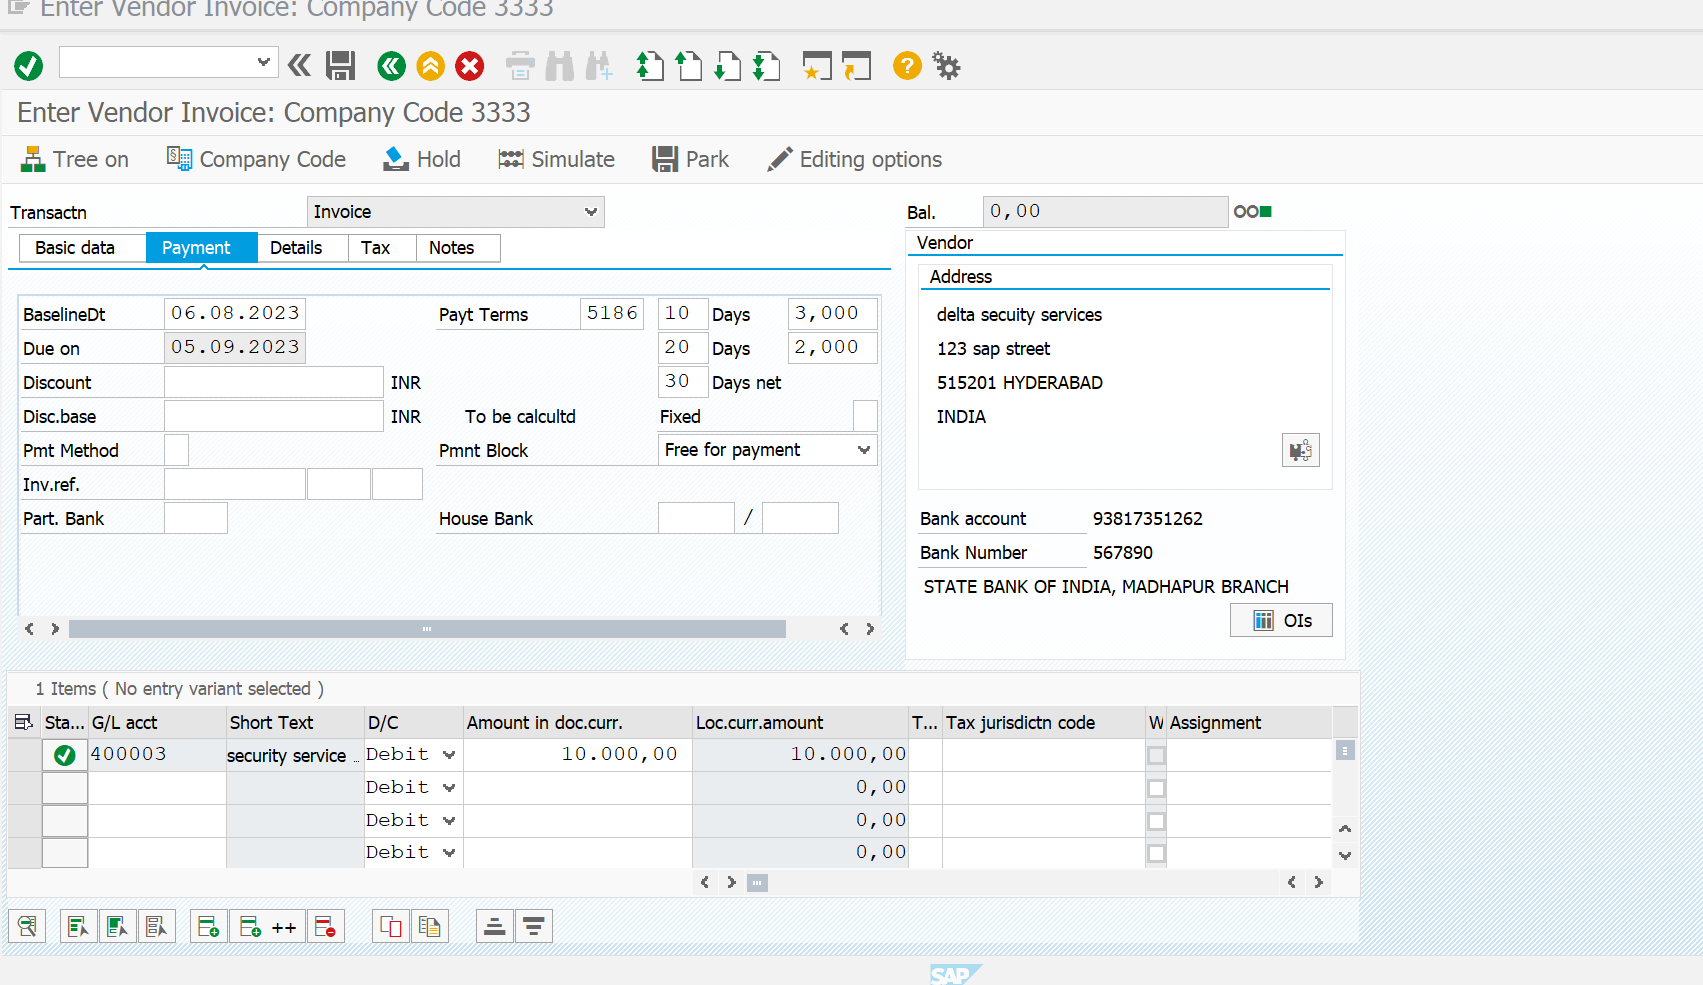 Enter Vendor Invoice: Company Code 3333
Enter Vendor Invoice: Company Code 3333
Tree on Company Code Hold Simulate Park Editing options
Transactn Invoice Bal. 0,00
Basic data Payment Details Tax Notes
Vendor
Address
BaselineDt 06.08.2023 Payt Terms 5186 10 Days 3,000
delta secuity services
Due on 05.09.2023 20 Days 2,000
123 sap street
Discount INR 30 Days net
515201 HYDERABAD
Disc.base INR To be calcultd Fixed
INDIA
Pmt Method Pmnt Block Free for payment
Inv.ref.
Part. Bank House Bank /
Bank account 93817351262
Bank Number 567890
STATE BANK OF INDIA, MADHAPUR BRANCH
OIs
1 Items ( No entry variant selected )
Sta... G/L acct Short Text D/C Amount in doc.curr. Loc.curr.amount T... Tax jurisdictn code W Assignment
400003 security service .. Debit 10.000,00 10.000,00
Debit 0,00
Debit 0,00
Debit 0,00
++
SAP